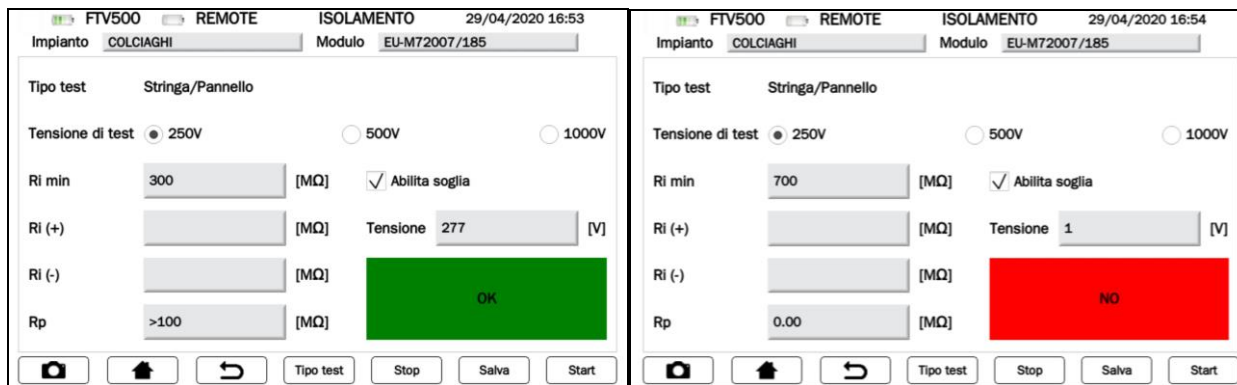 FTV500 REMOTE ISOLAMENTO 29/04/2020 16:53
Impianto COLCIAGHI Modulo EU-M72007/185
Tipo test Stringa/Pannello
Tensione di test 250V 500V 1000V
Ri min 300 [MΩ] Abilita soglia
Ri (+) [MΩ] Tensione 277 [V]
Ri (-) [MΩ]
OK
Rp >100 [MΩ]
Tipo test Stop Salva Start
FTV500 REMOTE ISOLAMENTO 29/04/2020 16:54
Impianto COLCIAGHI Modulo EU-M72007/185
Tipo test Stringa/Pannello
Tensione di test 250V 500V 1000V
Ri min 700 [MΩ] Abilita soglia
Ri (+) [MΩ] Tensione 1 [V]
Ri (-) [MΩ]
NO
Rp 0.00 [MΩ]
Tipo test Stop Salva Start